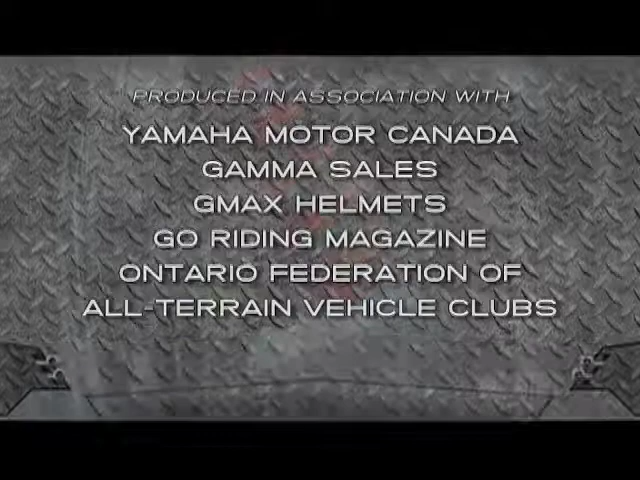 PRODUCED IN ASSOCIATION WITH
YAMAHA MOTOR CANADA
GAMMA SALES
GMAX HELMETS
GO RIDING MAGAZINE
ONTARIO FEDERATION OF
ALL-TERRAIN VEHICLE CLUBS